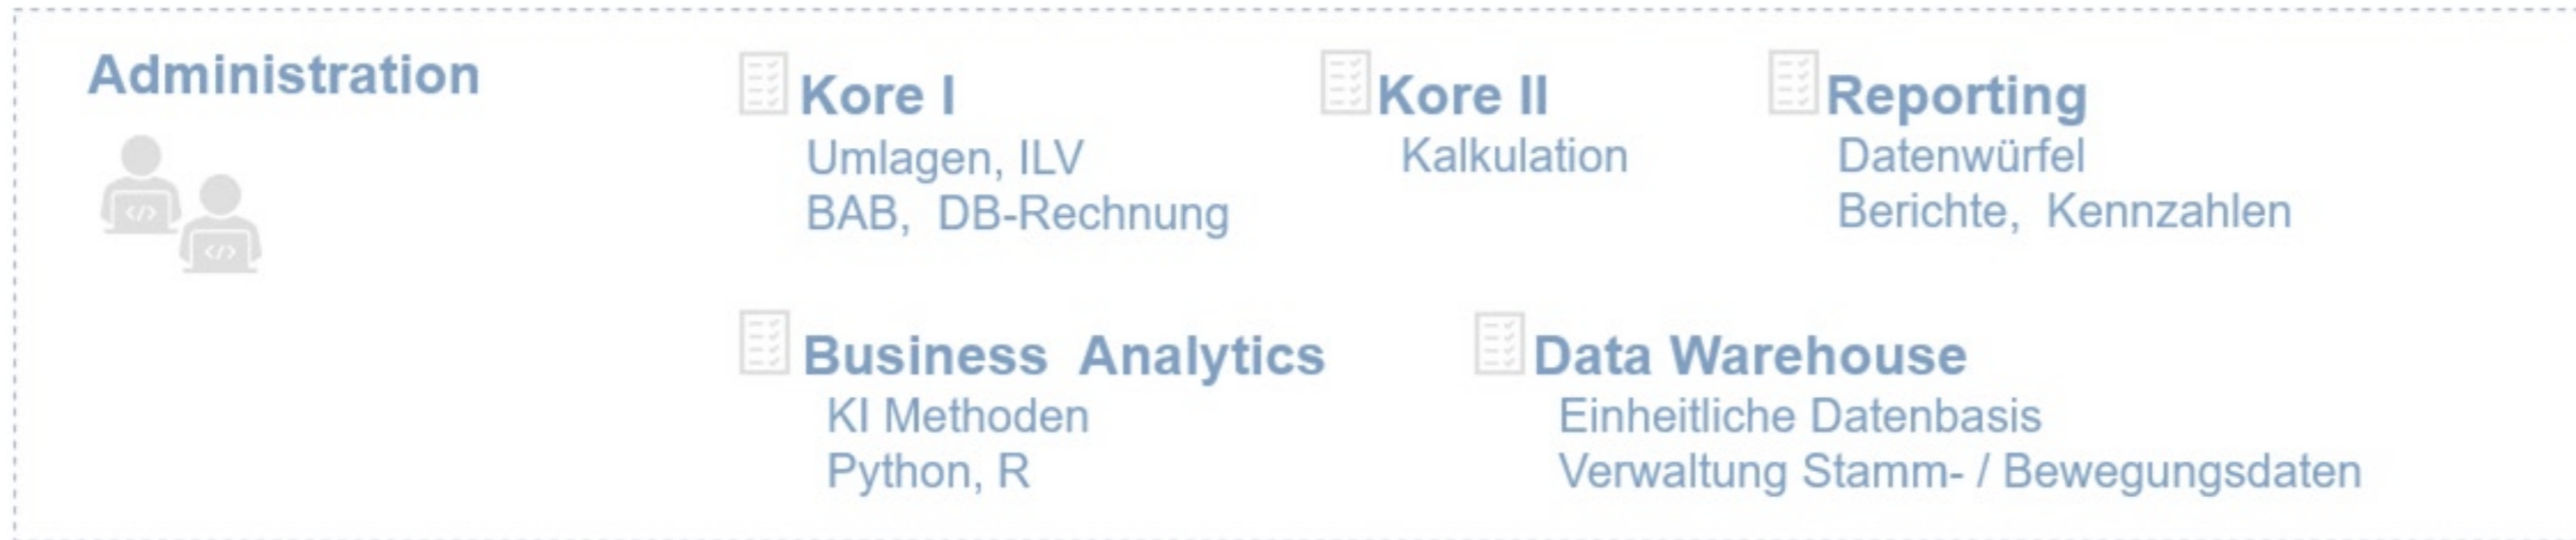 Administration
Kore I
Umlagen, ILV
BAB, DB-Rechnung
Kore II
Kalkulation
Reporting
Datenwürfel
Berichte, Kennzahlen
</>
</>
Business Analytics
KI Methoden
Python, R
Data Warehouse
Einheitliche Datenbasis
Verwaltung Stamm- / Bewegungsdaten